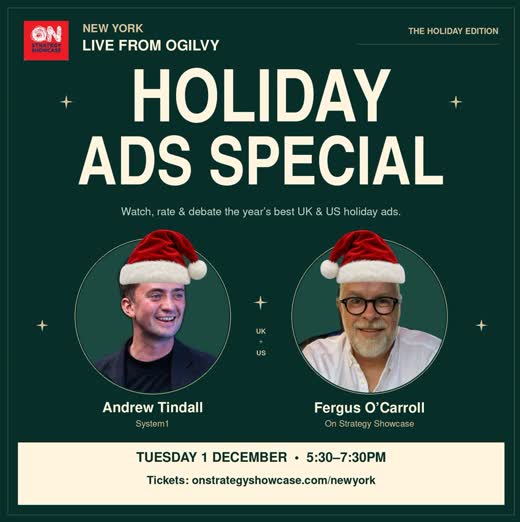 ON
STRATEGY
SHOWCASE
NEW YORK
LIVE FROM OGILVY
THE HOLIDAY EDITION
HOLIDAY
ADS SPECIAL
Watch, rate & debate the year's best UK & US holiday ads.
UK
+
US
Andrew Tindall
System1
Fergus O'Carroll
On Strategy Showcase
TUESDAY 1 DECEMBER • 5:30–7:30PM
Tickets: onstrategyshowcase.com/newyork